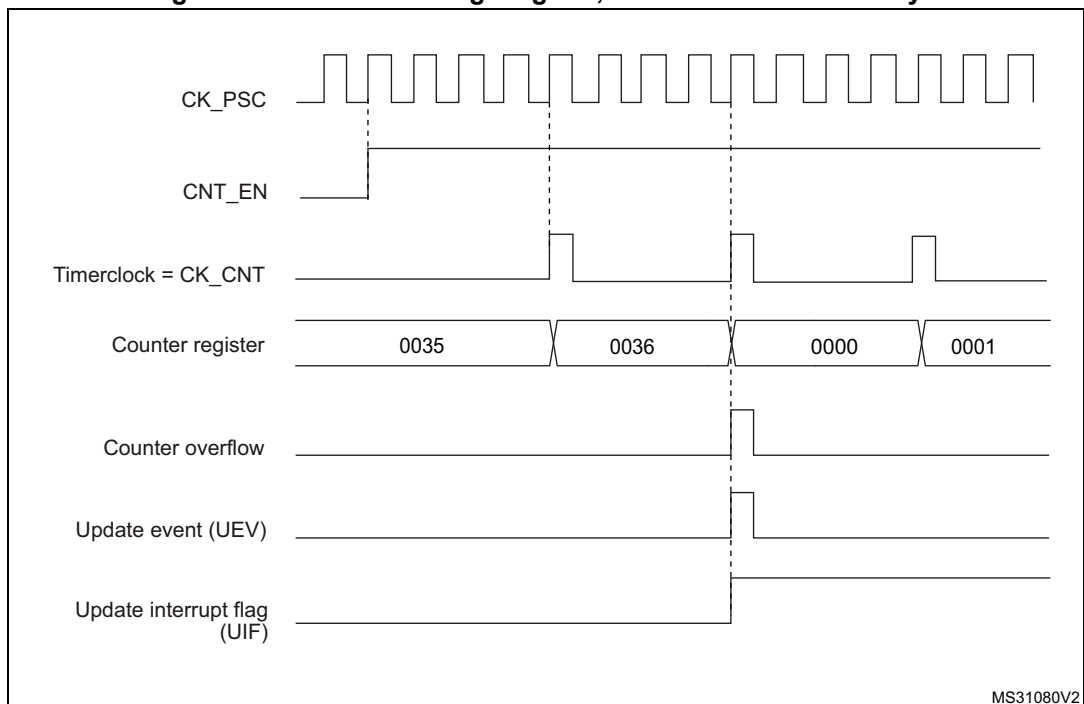 CK_PSC
CNT_EN
Timerclock = CK_CNT
Counter register
0035
0036
0000
0001
Counter overflow
Update event (UEV)
Update interrupt flag
(UIF)
MS31080V2